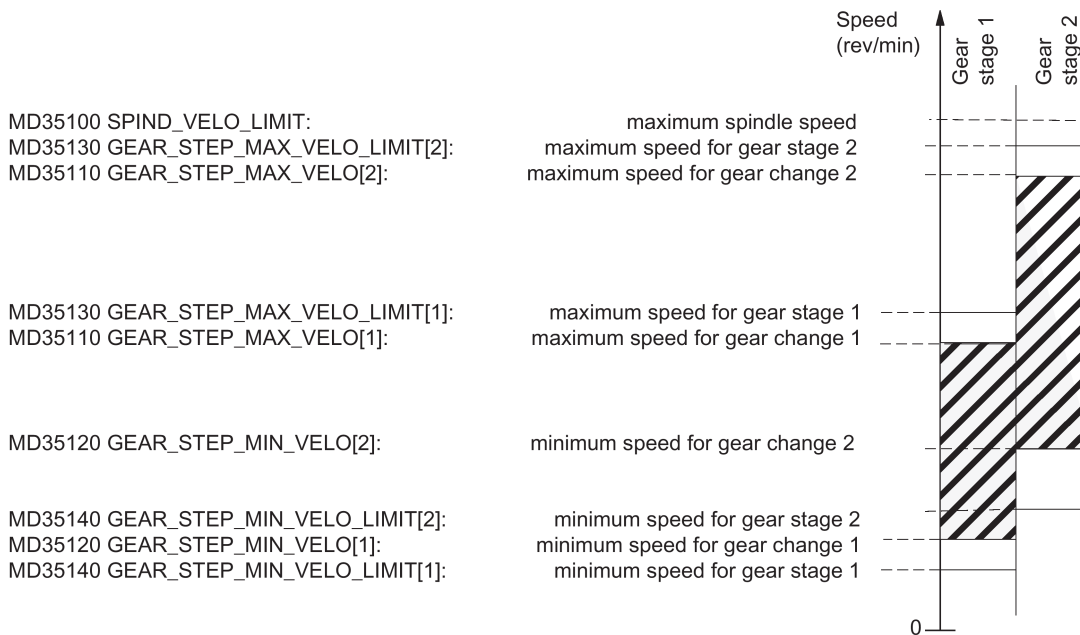 Speed
(rev/min)
Gear
stage 1
Gear
stage 2
MD35100 SPIND_VELO_LIMIT: maximum spindle speed
MD35130 GEAR_STEP_MAX_VELO_LIMIT[2]: maximum speed for gear stage 2
MD35110 GEAR_STEP_MAX_VELO[2]: maximum speed for gear change 2
MD35130 GEAR_STEP_MAX_VELO_LIMIT[1]: maximum speed for gear stage 1
MD35110 GEAR_STEP_MAX_VELO[1]: maximum speed for gear change 1
MD35120 GEAR_STEP_MIN_VELO[2]: minimum speed for gear change 2
MD35140 GEAR_STEP_MIN_VELO_LIMIT[2]: minimum speed for gear stage 2
MD35120 GEAR_STEP_MIN_VELO[1]: minimum speed for gear change 1
MD35140 GEAR_STEP_MIN_VELO_LIMIT[1]: minimum speed for gear stage 1
0